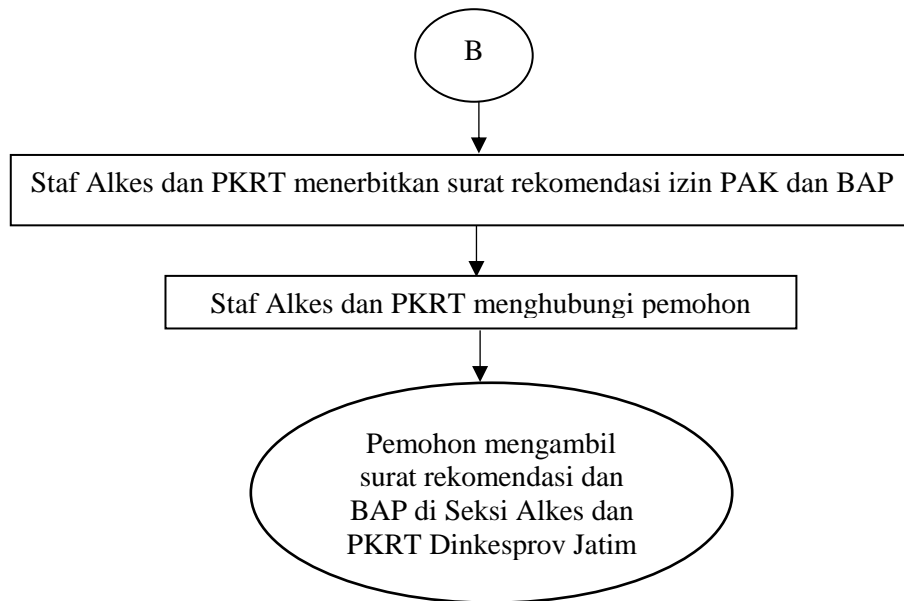 B
Staf Alkes dan PKRT menerbitkan surat rekomendasi izin PAK dan BAP
Staf Alkes dan PKRT menghubungi pemohon
Pemohon mengambil
surat rekomendasi dan
BAP di Seksi Alkes dan
PKRT Dinkesprov Jatim